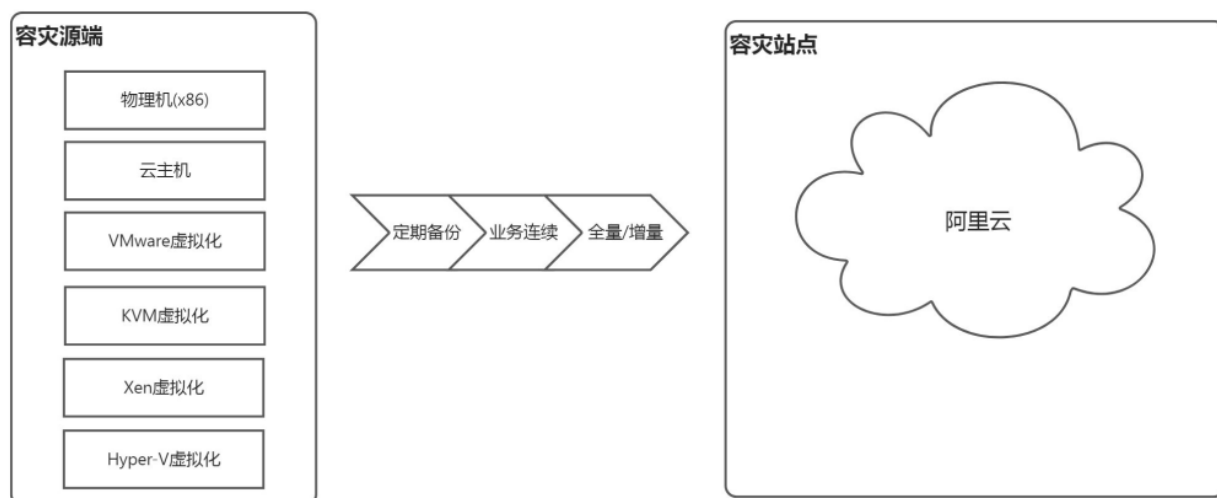 容灾源端
物理机(x86)
云主机
VMware虚拟化
KVM虚拟化
Xen虚拟化
Hyper-V虚拟化
定期备份
业务连续
全量/增量
容灾站点
阿里云